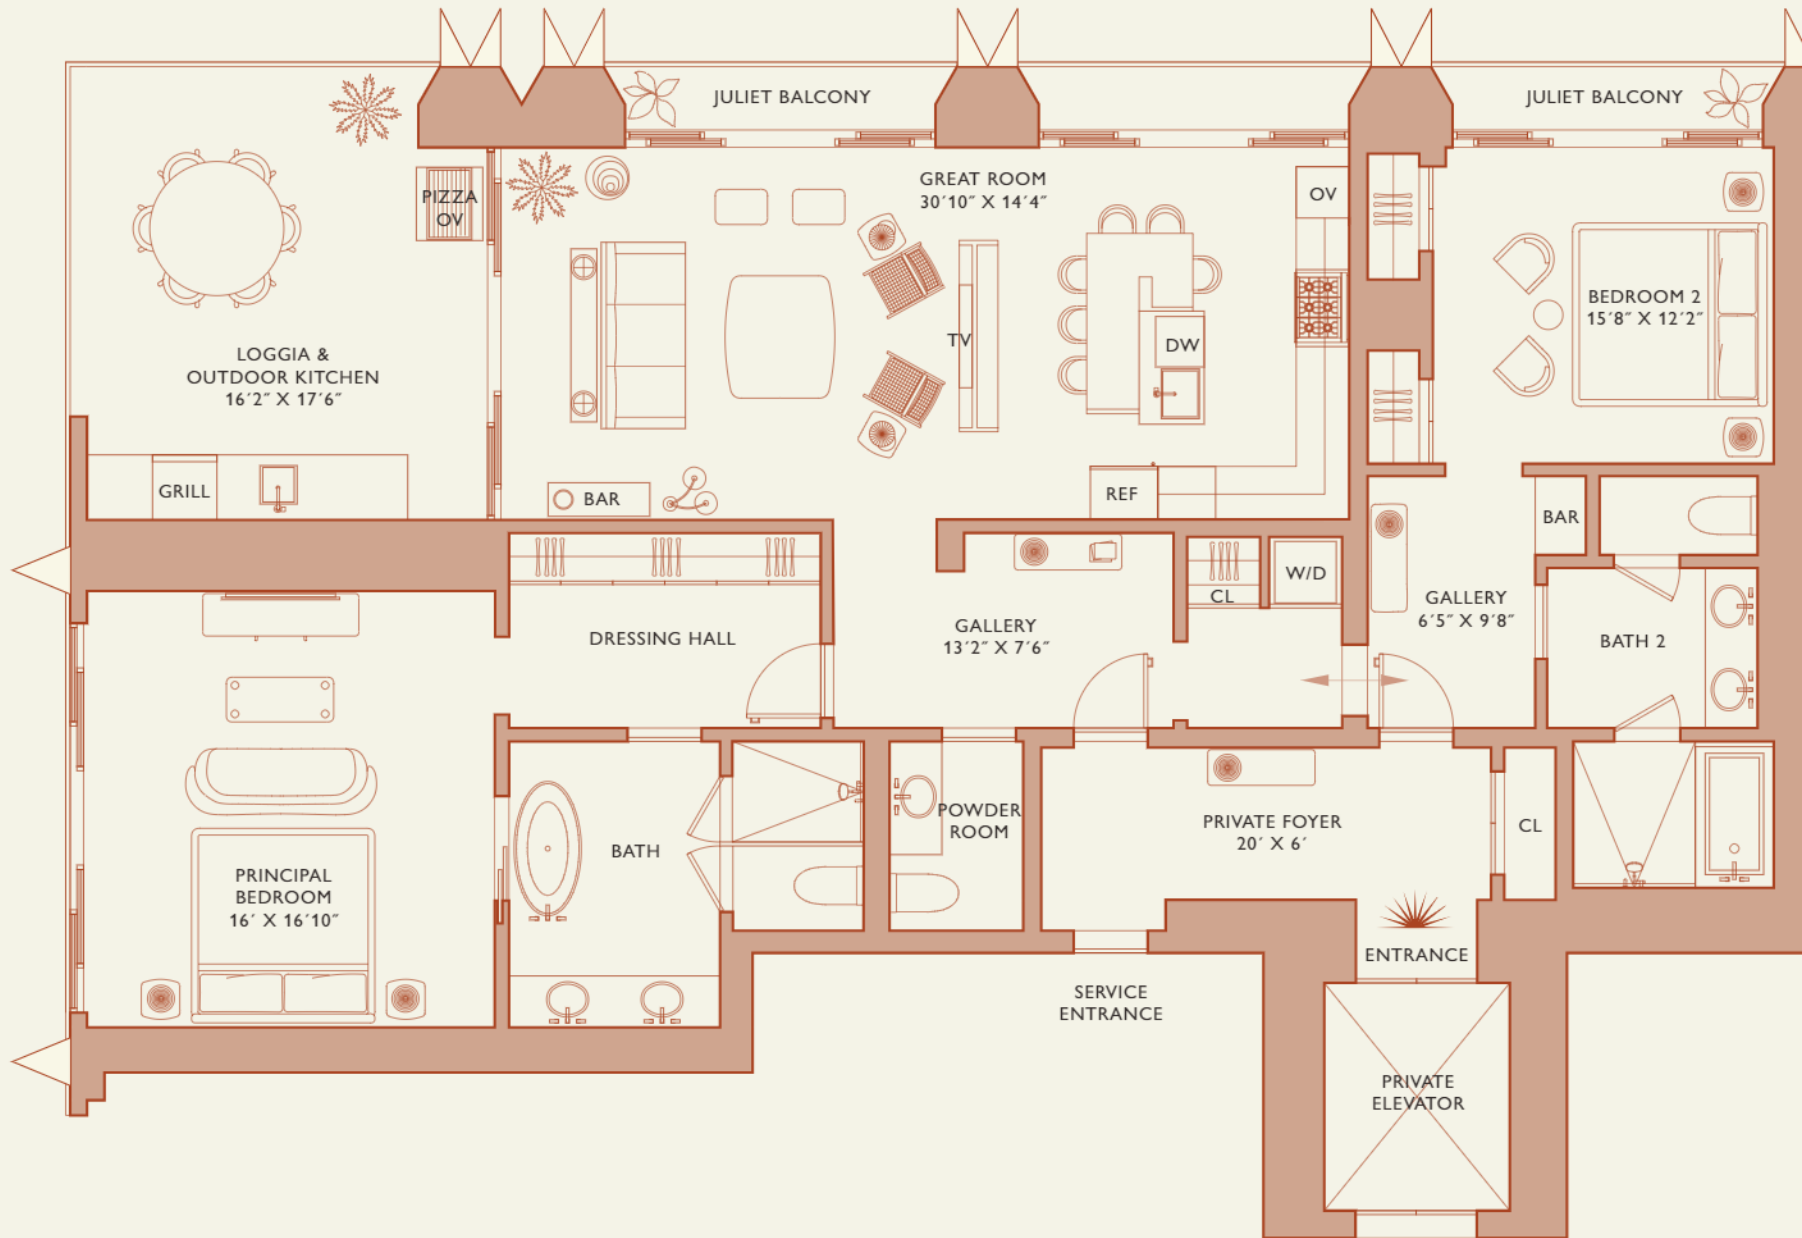 JULIET BALCONY
JULIET BALCONY
PIZZA
OV
GREAT ROOM
30′10″ X 14′4″
OV
LOGGIA &
OUTDOOR KITCHEN
16′2″ X 17′6″
TV
DW
BEDROOM 2
15′8″ X 12′2″
GRILL
BAR
REF
BAR
DRESSING HALL
GALLERY
13′2″ X 7′6″
CL
W/D
GALLERY
6′5″ X 9′8″
BATH 2
PRINCIPAL
BEDROOM
16′ X 16′10″
BATH
POWDER
ROOM
PRIVATE FOYER
20′ X 6′
CL
ENTRANCE
SERVICE
ENTRANCE
PRIVATE
ELEVATOR